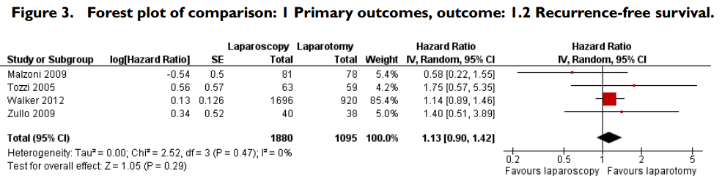 Figure 3. Forest plot of comparison: 1 Primary outcomes, outcome: 1.2 Recurrence-free survival.
Laparoscopy Laparotomy Hazard Ratio Hazard Ratio
Study or Subgroup log[Hazard Ratio] SE Total Total Weight IV, Random, 95% CI IV, Random, 95% CI
Malzoni 2009 -0.54 0.5 81 78 5.4% 0.58 [0.22, 1.55]
Tozzi 2005 0.56 0.57 63 59 4.2% 1.75 [0.57, 5.35]
Walker 2012 0.13 0.126 1696 920 85.4% 1.14 [0.89, 1.46]
Zullo 2009 0.34 0.52 40 38 5.0% 1.40 [0.51, 3.89]
Total (95% CI) 1880 1095 100.0% 1.13 [0.90, 1.42]
Heterogeneity: Tau² = 0.00; Chi² = 2.52, df = 3 (P = 0.47); I² = 0%
Test for overall effect: Z = 1.05 (P = 0.29)
0.2 0.5 1 2 5
Favours laparoscopy Favours laparotomy